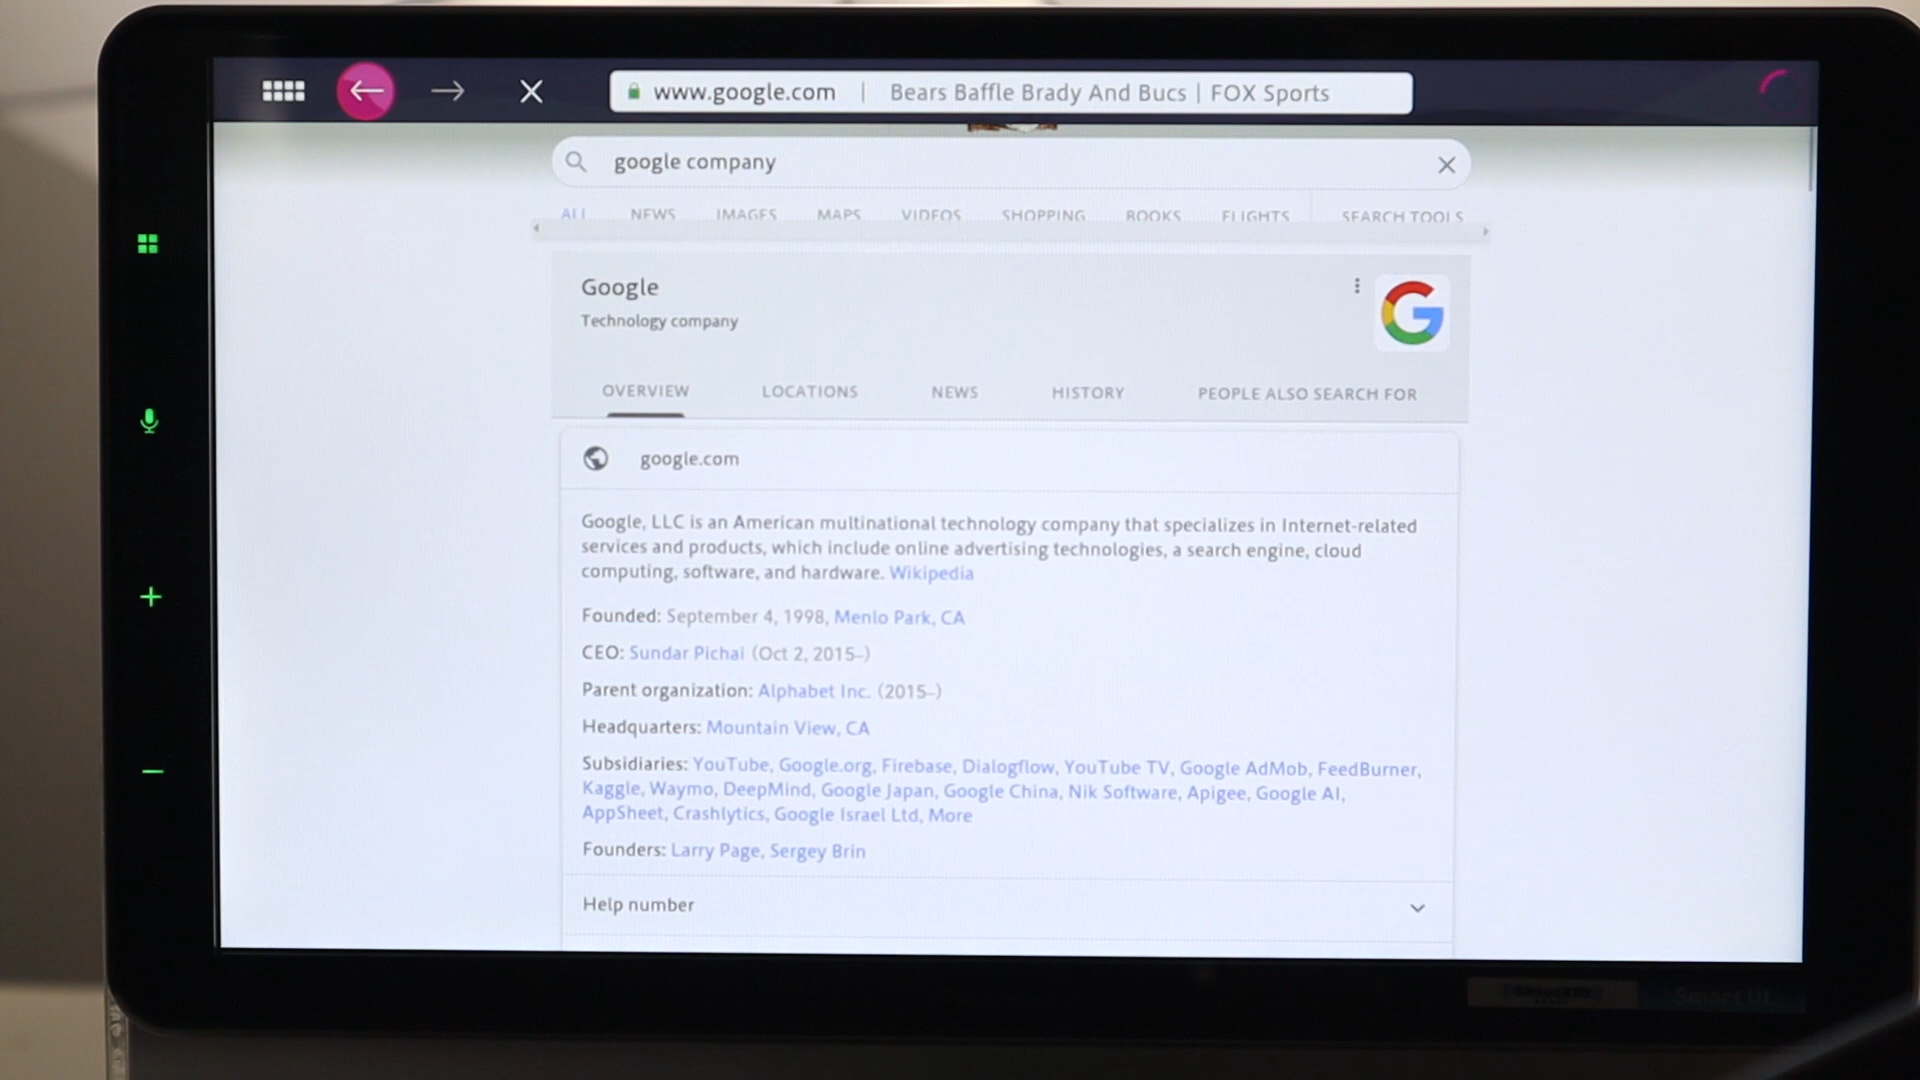 www.google.com | Bears Baffle Brady And Bucs | FOX Sports
google company
ALL NEWS IMAGES MAPS VIDEOS SHOPPING BOOKS FLIGHTS SEARCH TOOLS
Google
Technology company
OVERVIEW LOCATIONS NEWS HISTORY PEOPLE ALSO SEARCH FOR
google.com
Google, LLC is an American multinational technology company that specializes in Internet-related
services and products, which include online advertising technologies, a search engine, cloud
computing, software, and hardware. Wikipedia
Founded: September 4, 1998, Menlo Park, CA
CEO: Sundar Pichai (Oct 2, 2015–)
Parent organization: Alphabet Inc. (2015–)
Headquarters: Mountain View, CA
Subsidiaries: YouTube, Google.org, Firebase, Dialogflow, YouTube TV, Google AdMob, FeedBurner,
Kaggle, Waymo, DeepMind, Google Japan, Google China, Nik Software, Apigee, Google AI,
AppSheet, Crashlytics, Google Israel Ltd, More
Founders: Larry Page, Sergey Brin
Help number
Smart UI